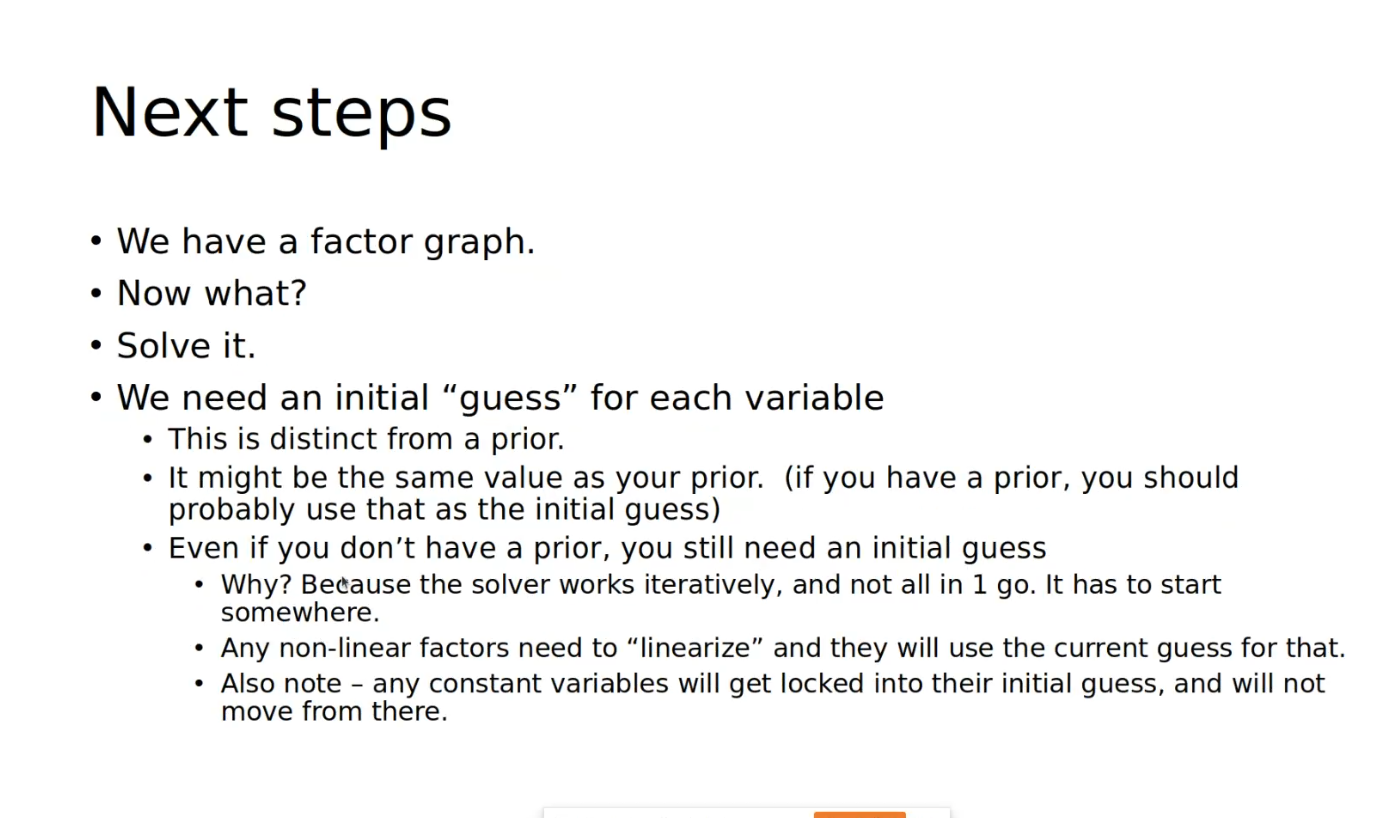 Next steps
• We have a factor graph.
• Now what?
• Solve it.
• We need an initial “guess” for each variable
• This is distinct from a prior.
• It might be the same value as your prior.  (if you have a prior, you should
probably use that as the initial guess)
• Even if you don’t have a prior, you still need an initial guess
• Why? Because the solver works iteratively, and not all in 1 go. It has to start
somewhere.
• Any non-linear factors need to “linearize” and they will use the current guess for that.
• Also note – any constant variables will get locked into their initial guess, and will not
move from there.